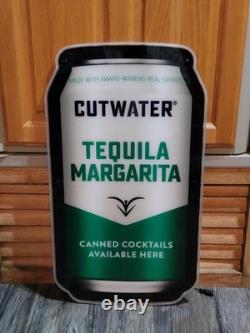 MADE WITH AWARD-WINNING REAL SPIRITS
CUTWATER®
TEQUILA
MARGARITA
CANNED COCKTAILS
AVAILABLE HERE